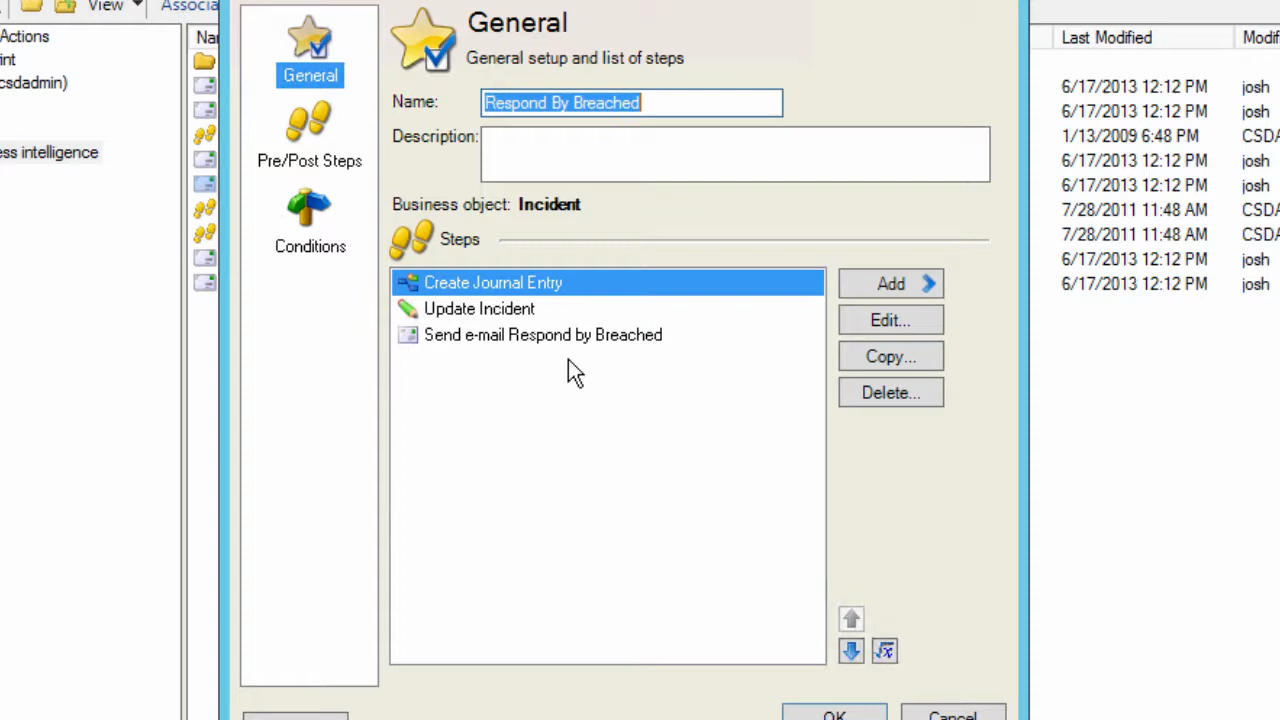 View
Associa
Actions
int
csdadmin)
ess intelligence
Nar
General
Pre/Post Steps
Conditions
General
General setup and list of steps
Name: Respond By Breached
Description:
Business object: Incident
Steps
Create Journal Entry
Update Incident
Send e-mail Respond by Breached
Add
Edit...
Copy...
Delete...
OK
Cancel
Last Modified Modif
6/17/2013 12:12 PM josh
6/17/2013 12:12 PM josh
1/13/2009 6:48 PM CSDA
6/17/2013 12:12 PM josh
6/17/2013 12:12 PM josh
7/28/2011 11:48 AM CSDA
7/28/2011 11:48 AM CSDA
6/17/2013 12:12 PM josh
6/17/2013 12:12 PM josh